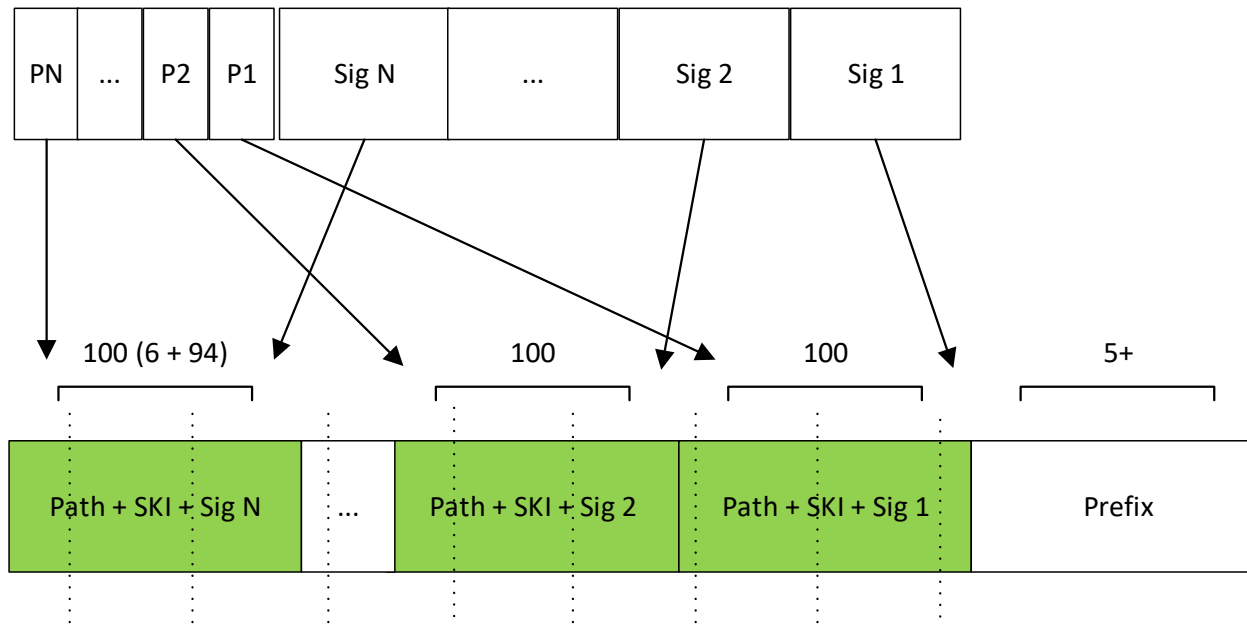 PN ... P2 P1 Sig N ... Sig 2 Sig 1
100 (6 + 94) 100 100 5+
Path + SKI + Sig N ... Path + SKI + Sig 2 Path + SKI + Sig 1 Prefix